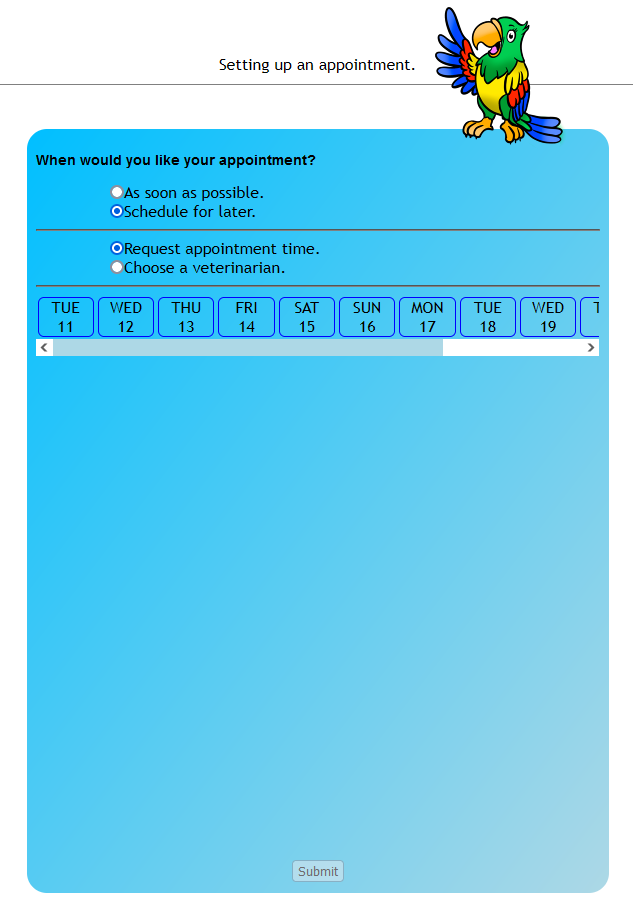 Setting up an appointment.
When would you like your appointment?
As soon as possible.
Schedule for later.
Request appointment time.
Choose a veterinarian.
TUE WED THU FRI SAT SUN MON TUE WED
11 12 13 14 15 16 17 18 19
Submit